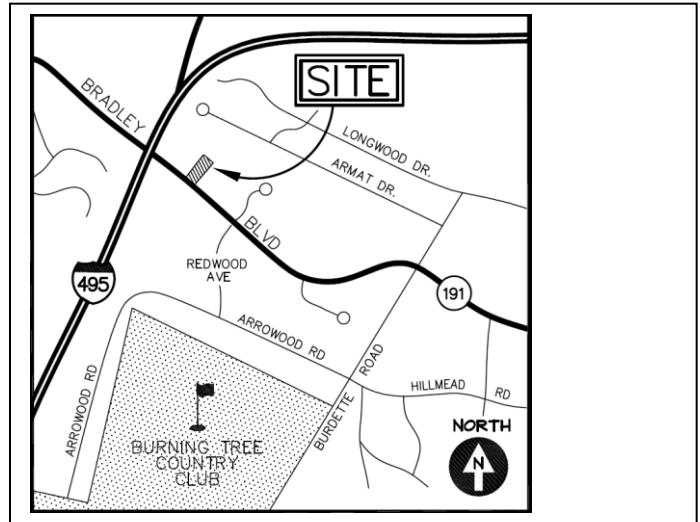 SITE
BRADLEY
BLVD
LONGWOOD DR.
ARMAT DR.
REDWOOD
AVE
495
191
ARROWOOD RD
ARROWOOD RD
BURDETTE
ROAD
HILLMEAD
RD
BURNING TREE
COUNTRY
CLUB
NORTH
N